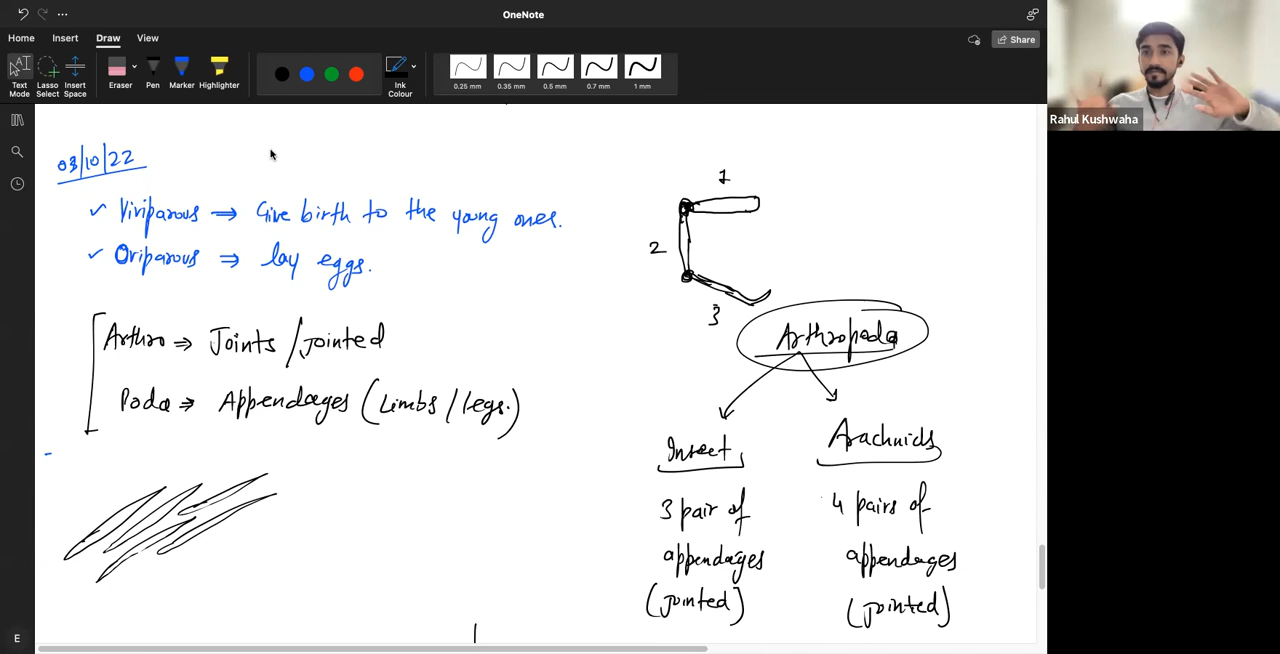 OneNote
Home Insert Draw View
Share
Text Mode
Lasso Select
Insert Space
Eraser
Pen
Marker
Highlighter
Ink Colour
0.25 mm
0.35 mm
0.5 mm
0.7 mm
1 mm
Rahul Kushwaha
03/10/22
✓ Viviparous ⇒ Give birth to the young ones.
✓ Oviparous ⇒ lay eggs.
Arthro ⇒ Joints / Jointed
Poda ⇒ Appendages (Limbs / legs.)
1
2
3
Arthropoda
Insect
3 pair of
appendages
(Jointed)
Arachnids
4 pairs of
appendages
(Jointed)
E